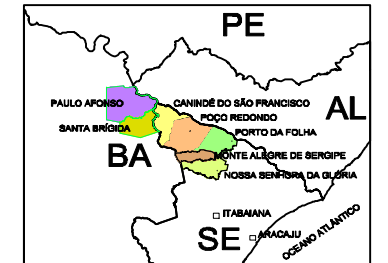 PE
PAULO AFONSO
CANINDÉ DO SÃO FRANCISCO
AL
POÇO REDONDO
SANTA BRÍGIDA
PORTO DA FOLHA
BA
MONTE ALEGRE DE SERGIPE
NOSSA SENHORA DA GLÓRIA
ITABAIANA
SE
ARACAJU
OCEANO ATLÂNTICO